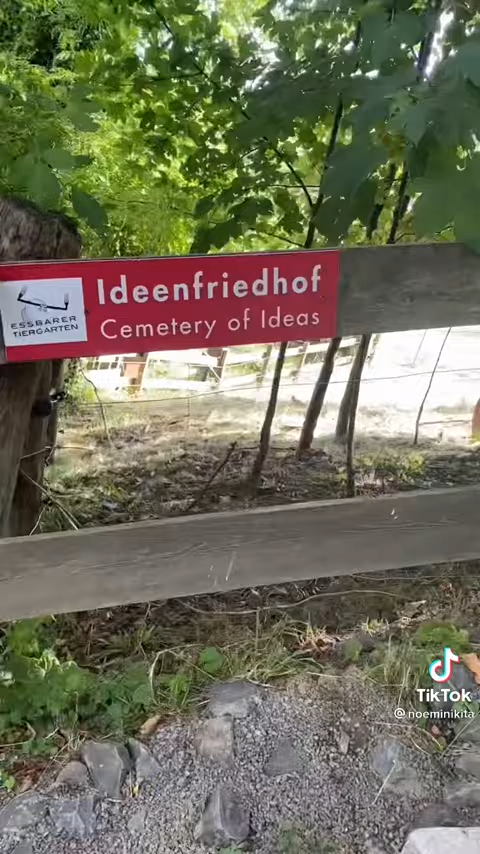 Ideenfriedhof
ESSBARER
TIERGARTEN
Cemetery of Ideas
TikTok
@noeminikita